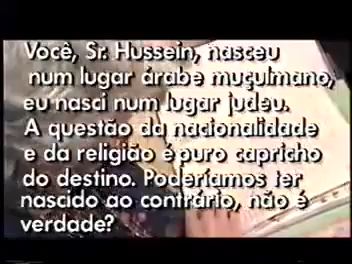 Você, Sr. Hussein, nasceu
num lugar árabe muçulmano,
eu nasci num lugar judeu.
A questão da nacionalidade
e da religião é puro capricho
do destino. Poderíamos ter
nascido ao contrário, não é
verdade?